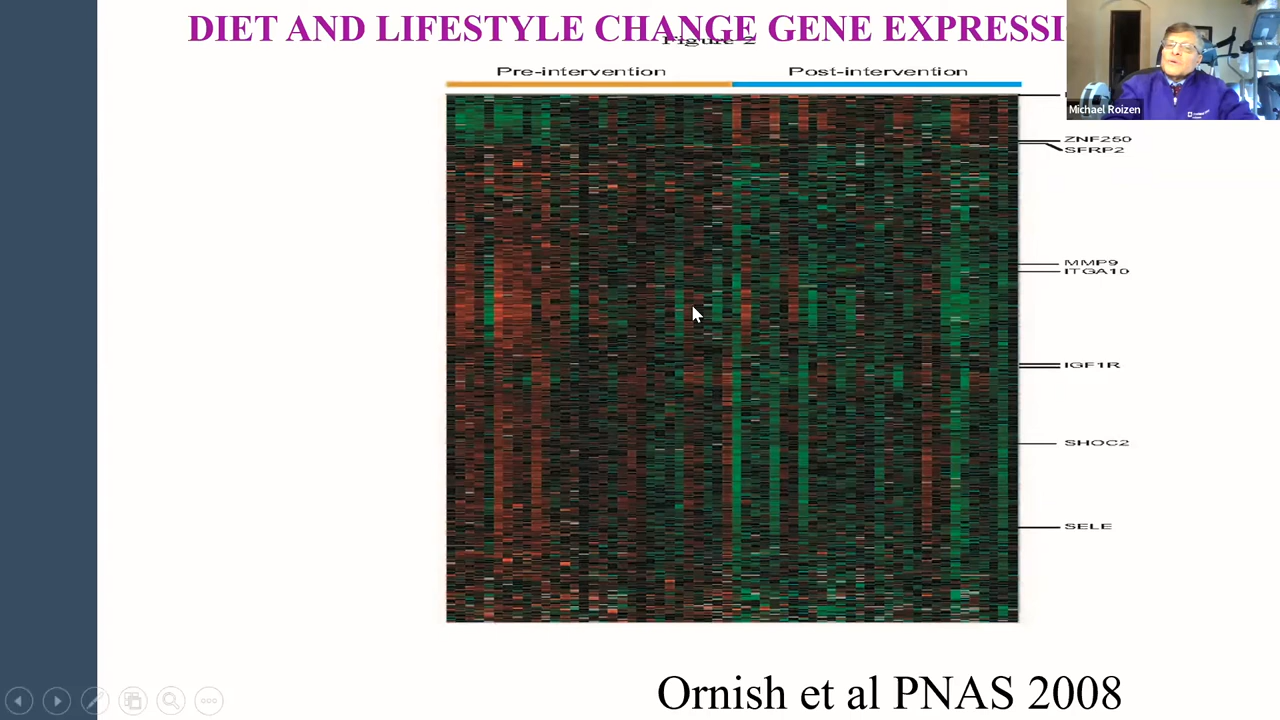 DIET AND LIFESTYLE CHANGE GENE EXPRESSI
Figure 2
Pre-intervention Post-intervention
Michael Roizen
ZNF250
SFRP2
MMP9
ITGA10
IGF1R
SHOC2
SELE
Ornish et al PNAS 2008